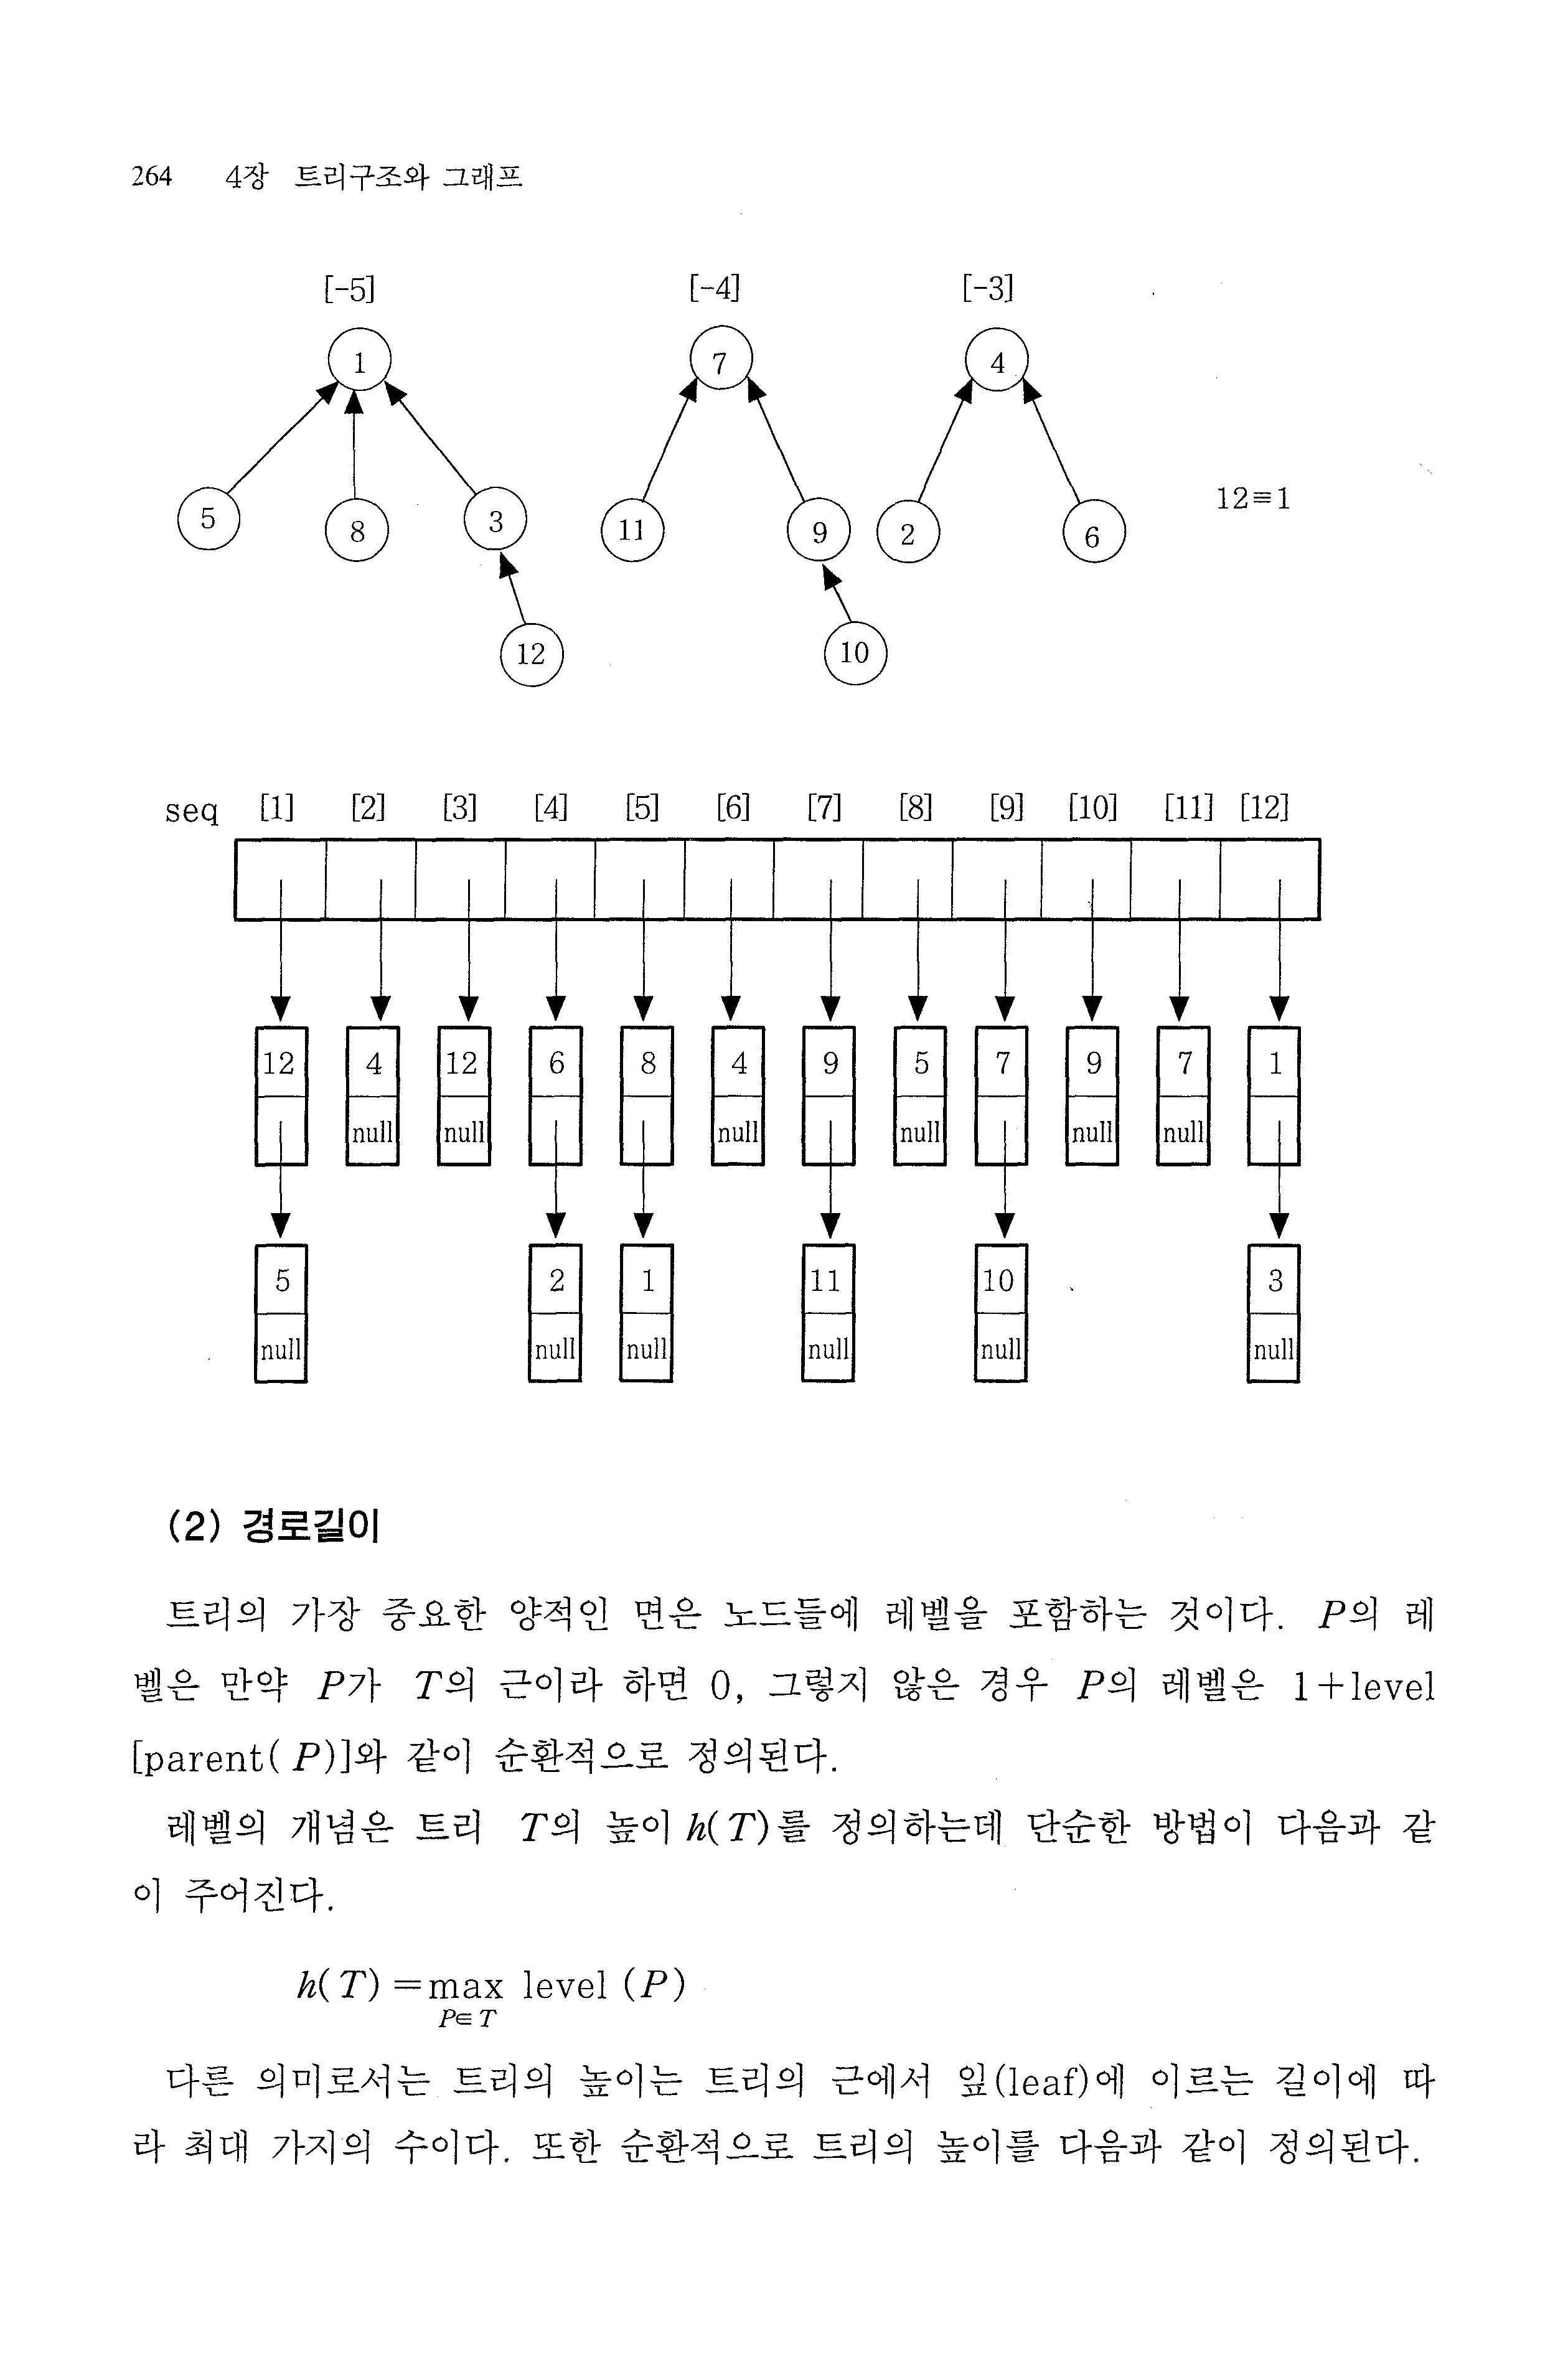 264 4장 트리구조와 그래프
[-5] [-4] [-3]
1 7 4
5 8 3 11 9 2 6
12≡1
12 10
seq [1] [2] [3] [4] [5] [6] [7] [8] [9] [10] [11] [12]
12 4 12 6 8 4 9 5 7 9 7 1
null null null null null null
5 2 1 11 10 3
null null null null null null
(2) 경로길이
트리의 가장 중요한 양적인 면은 노드들에 레벨을 포함하는 것이다. P의 레
벨은 만약 P가 T의 근이라 하면 0, 그렇지 않은 경우 P의 레벨은 1+level
[parent(P)]와 같이 순환적으로 정의된다.
레벨의 개념은 트리 T의 높이 h(T)를 정의하는데 단순한 방법이 다음과 같
이 주어진다.
h(T)=max level (P)
P∈T
다른 의미로서는 트리의 높이는 트리의 근에서 잎(leaf)에 이르는 길이에 따
라 최대 가지의 수이다. 또한 순환적으로 트리의 높이를 다음과 같이 정의된다.